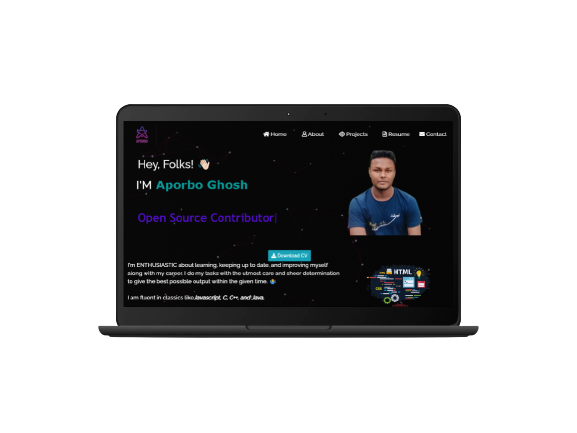 Home About Projects Resume Contact
Hey, Folks! 👋🏻
I'M Aporbo Ghosh
Open Source Contributor
Download CV
I'm ENTHUSIASTIC about learning, keeping up to date and improving myself
along with my career. I do my tasks with the utmost care and sheer determination
to give the best possible output within the given time.
I am fluent in classics like Javascript, C, C++, and Java.
HTML
CSS